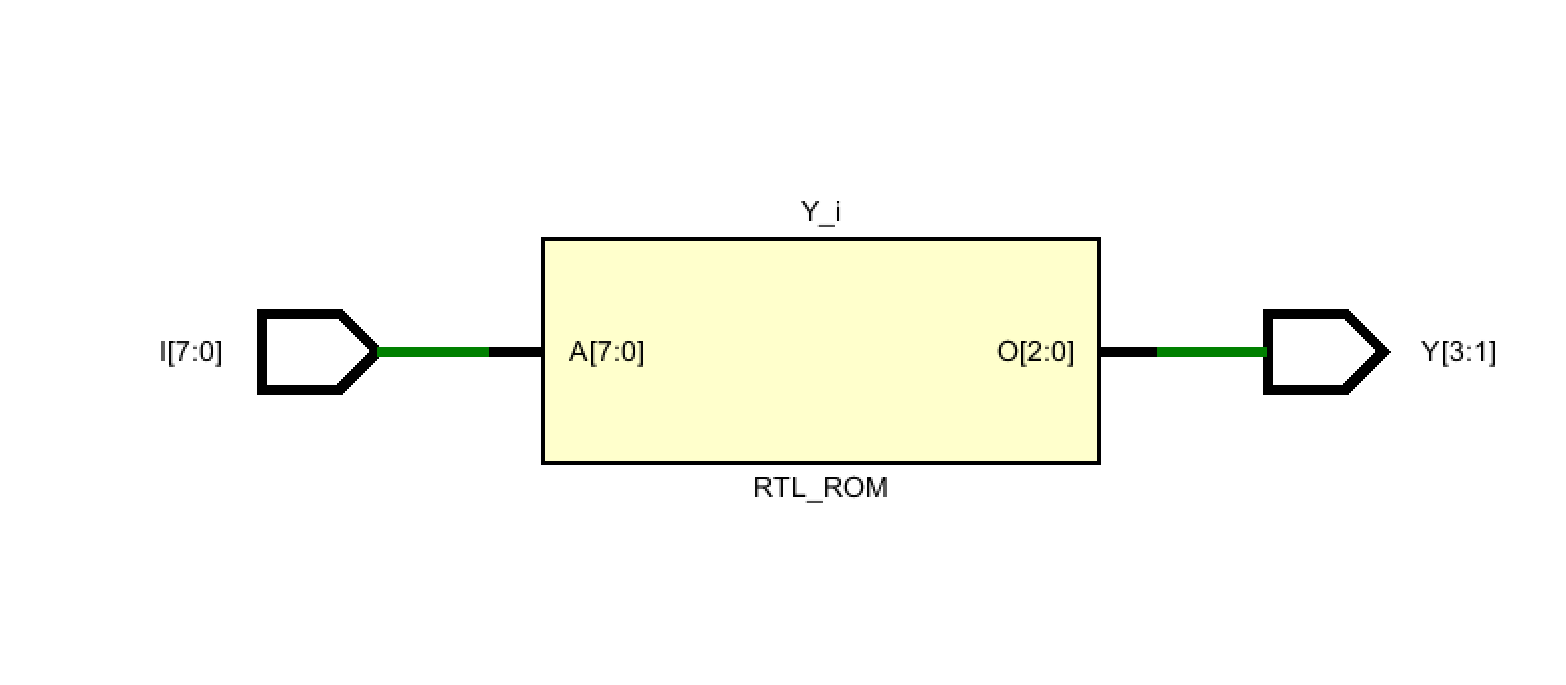 Y_i
I[7:0]
A[7:0]
O[2:0]
Y[3:1]
RTL_ROM